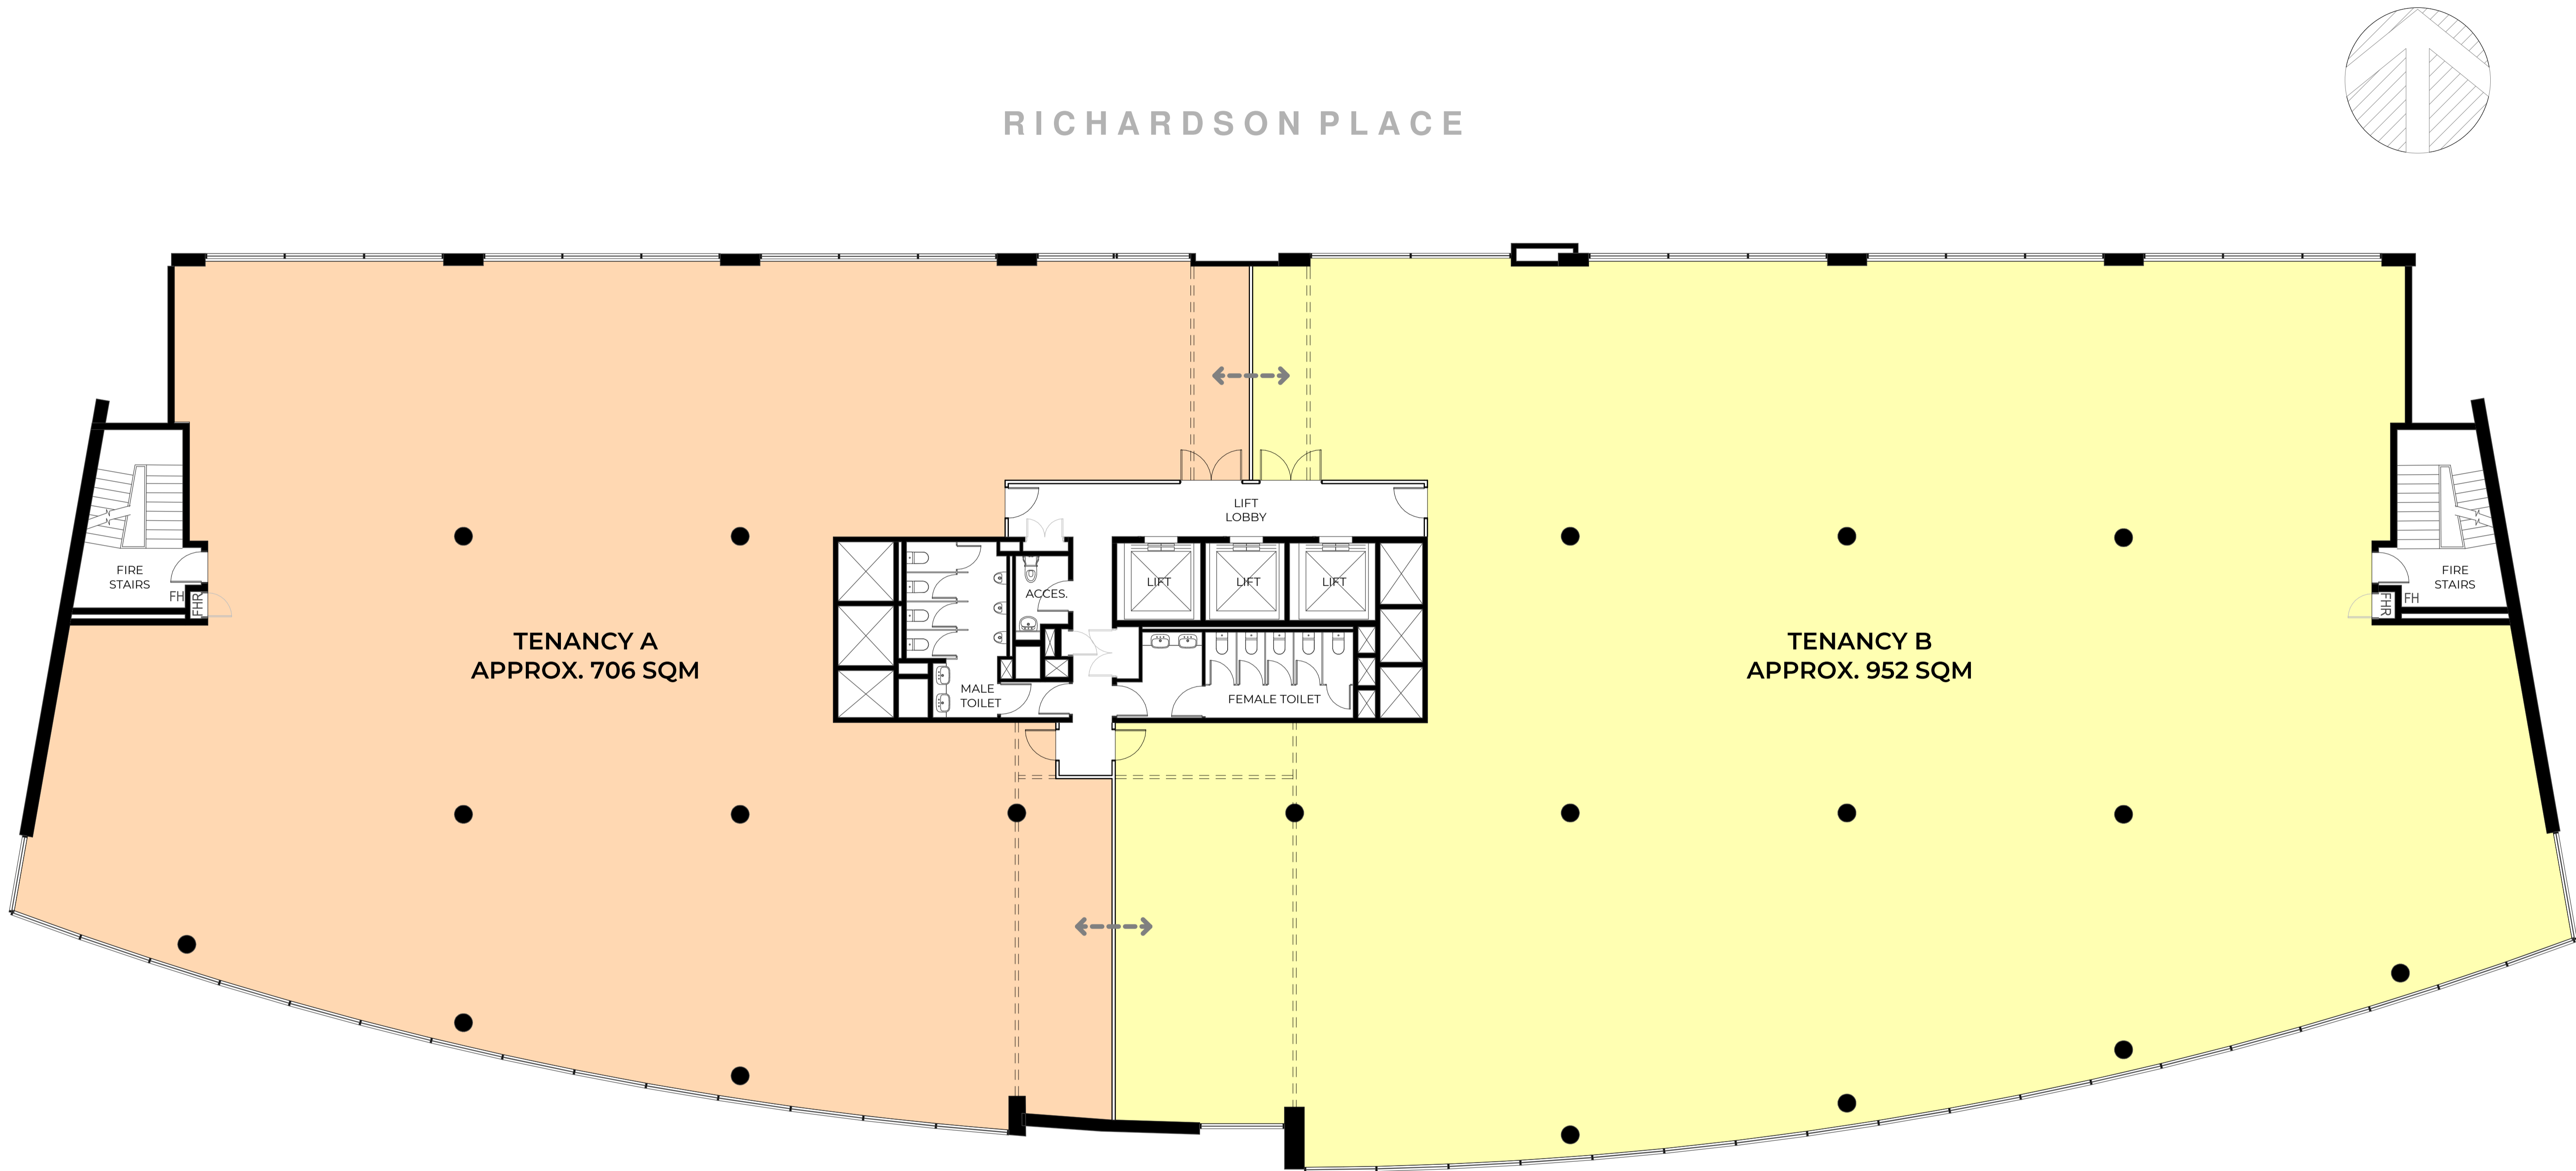 RICHARDSON PLACE
LIFT
LOBBY
FIRE
STAIRS
FH
FHR
TENANCY A
APPROX. 706 SQM
ACCES.
LIFT
LIFT
LIFT
MALE
TOILET
FEMALE TOILET
TENANCY B
APPROX. 952 SQM
FIRE
STAIRS
FHR
FH